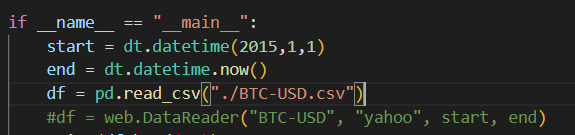 if __name__ == "__main__":
start = dt.datetime(2015,1,1)
end = dt.datetime.now()
df = pd.read_csv("./BTC-USD.csv")
#df = web.DataReader("BTC-USD", "yahoo", start, end)